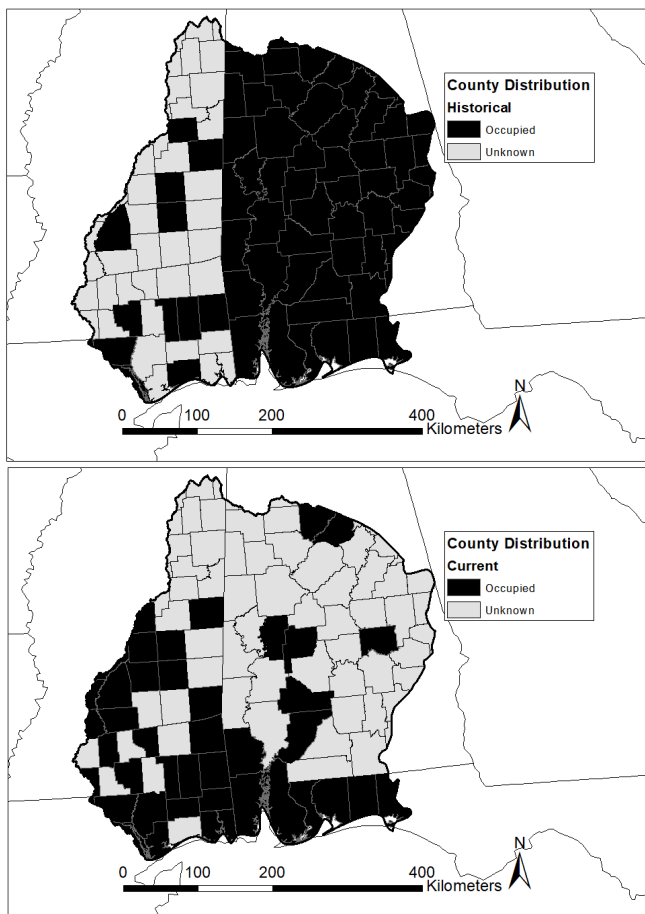 County Distribution
Historical
Occupied
Unknown
N
0 100 200 400
Kilometers
County Distribution
Current
Occupied
Unknown
N
0 100 200 400
Kilometers